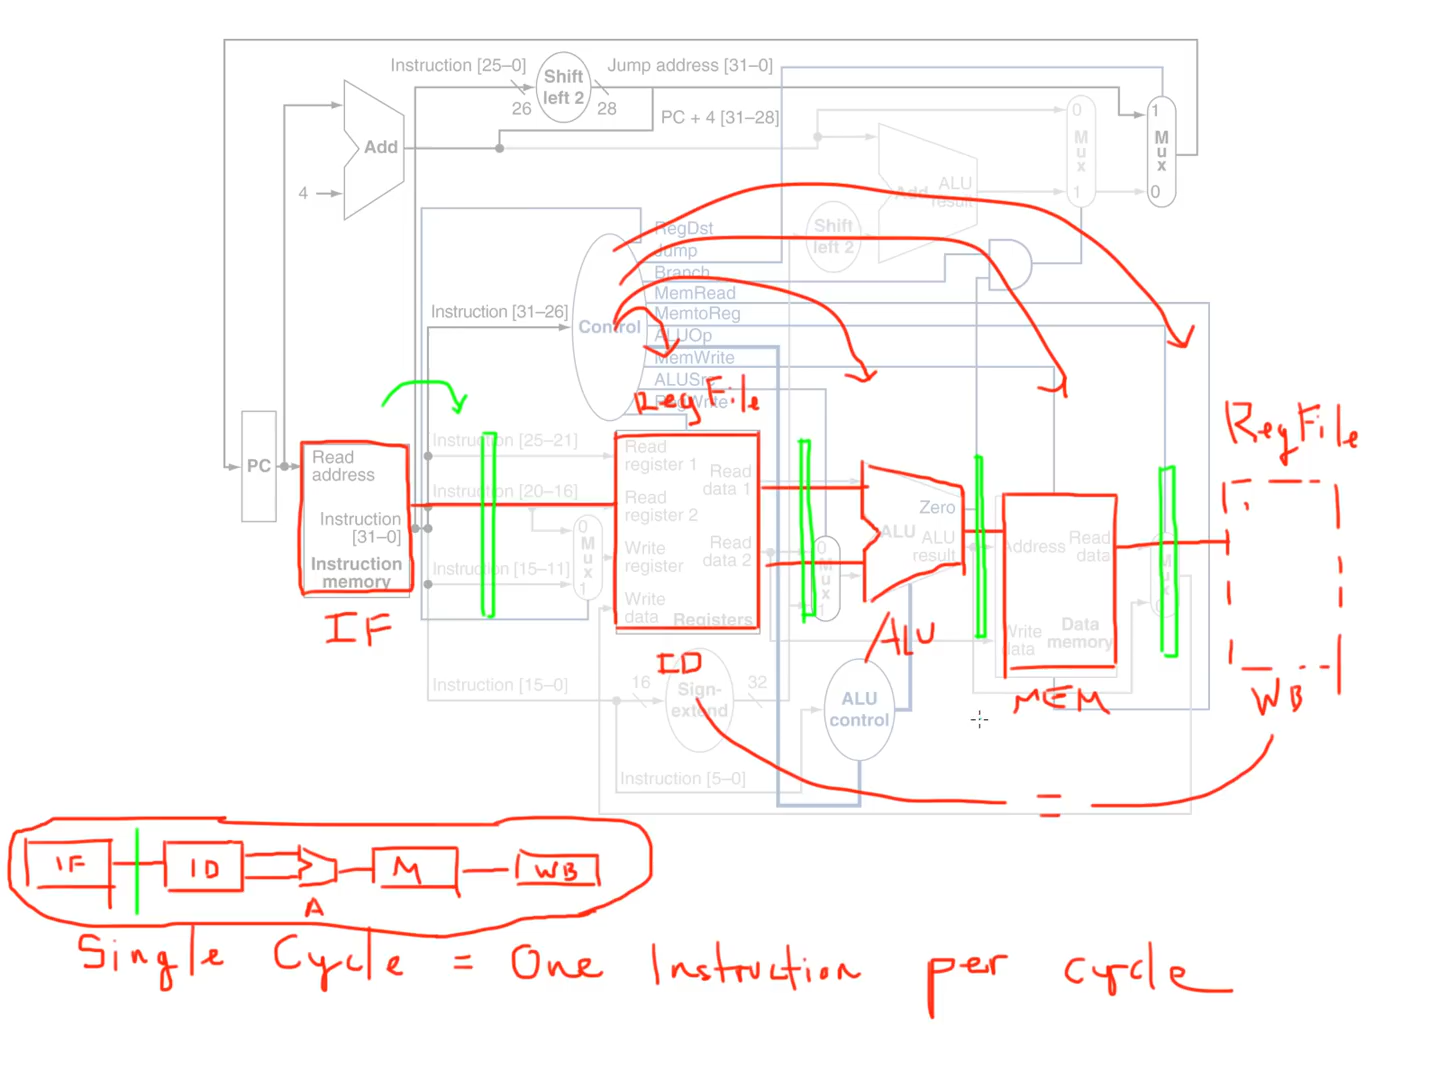 Instruction [25–0]
Shift
left 2
Jump address [31–0]
26
28
PC + 4 [31–28]
Add
4
0
M
u
x
1
1
M
u
x
0
Add
ALU
result
Shift
left 2
RegDst
Jump
Branch
MemRead
MemtoReg
ALUOp
MemWrite
ALUSrc
RegWrite
Instruction [31–26]
Control
RegFile
RegFile
PC
Read
address
Instruction
[31–0]
Instruction
memory
IF
Instruction [25–21]
Instruction [20–16]
Instruction [15–11]
0
M
u
x
1
Read
register 1
Read
register 2
Write
register
Write
data
Read
data 1
Read
data 2
Registers
ID
0
M
u
x
1
Zero
ALU
ALU
result
ALU
Address
Read
data
Write
data
Data
memory
MEM
M
u
x
0
WB
Instruction [15–0]
16
Sign-
extend
32
ALU
control
Instruction [5–0]
=
IF
ID
A
M
WB
Single Cycle = One Instruction per cycle